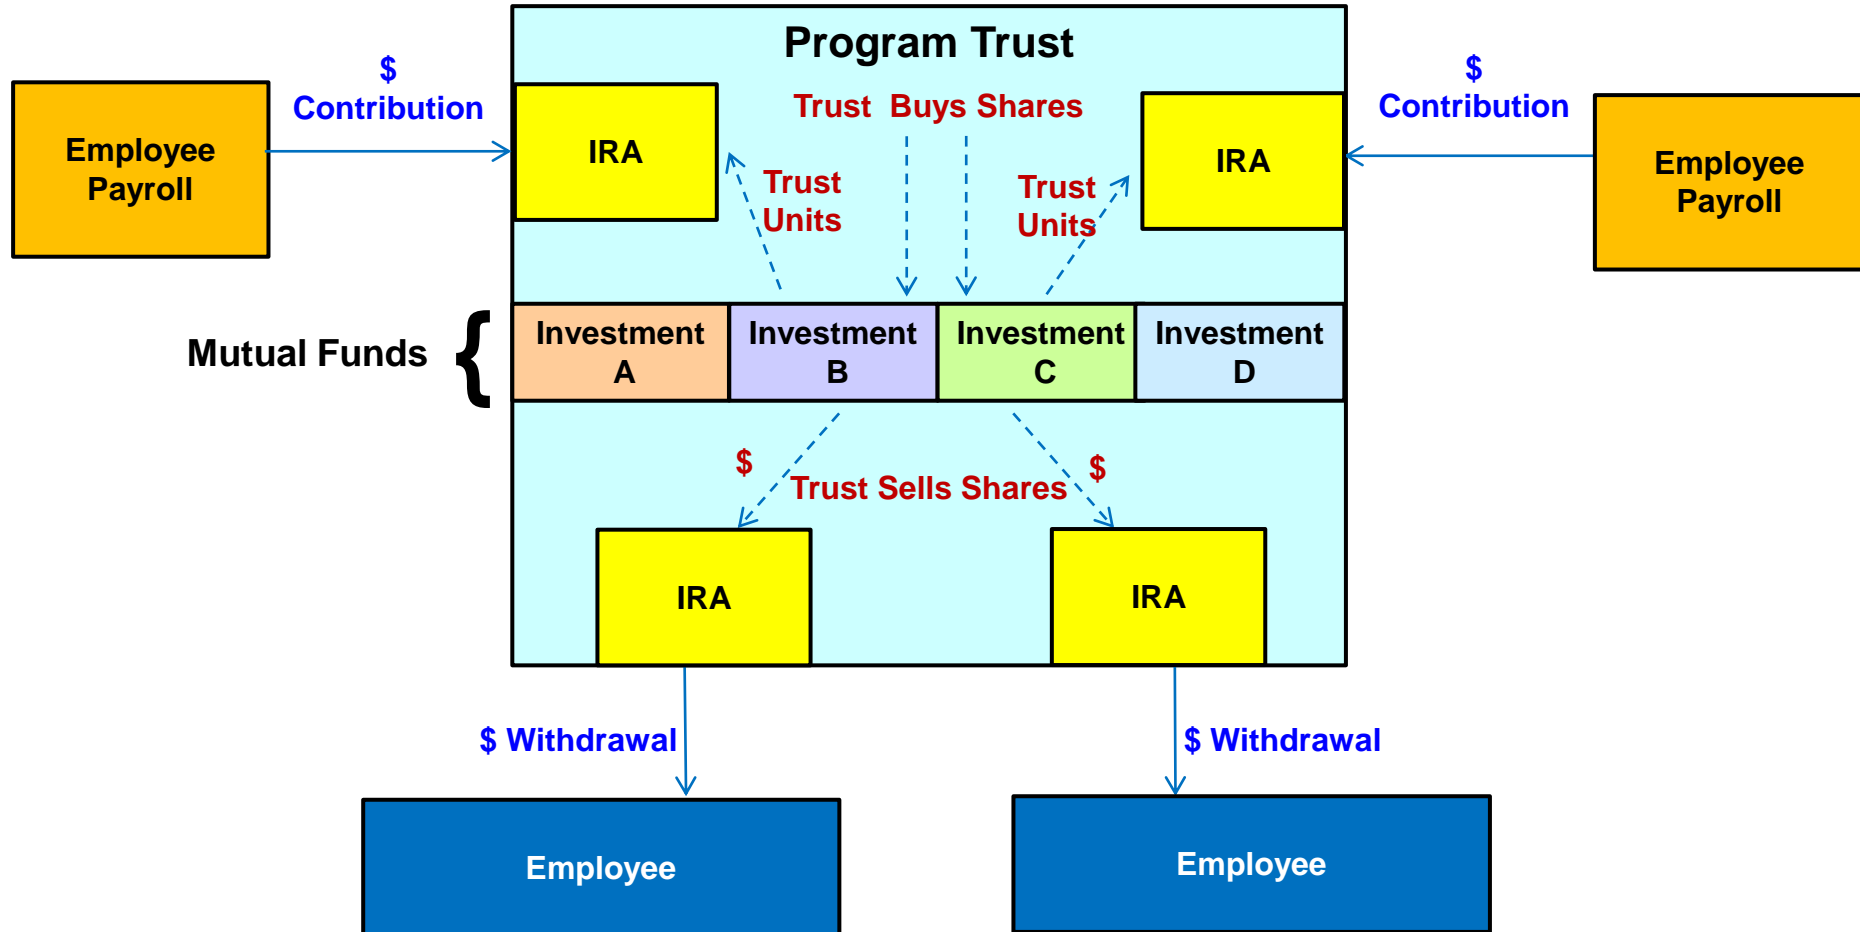 Program Trust
$
Contribution
$
Contribution
Trust  Buys Shares
Employee
Payroll
IRA
IRA
Employee
Payroll
Trust
Units
Trust
Units
Mutual Funds {
Investment
A
Investment
B
Investment
C
Investment
D
$
$
Trust Sells Shares
IRA
IRA
$ Withdrawal
$ Withdrawal
Employee
Employee